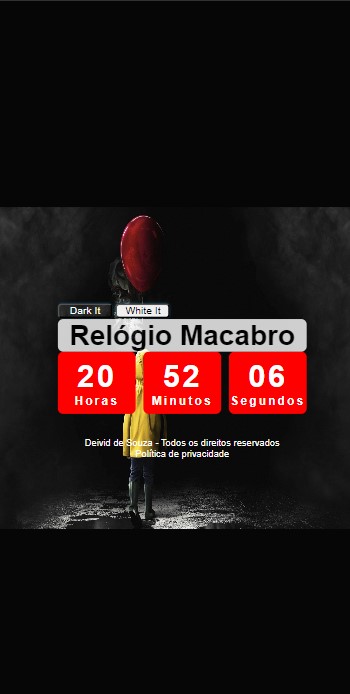 Dark It White It
Relógio Macabro
20 52 06
Horas Minutos Segundos
Deivid de Souza - Todos os direitos reservados
Política de privacidade